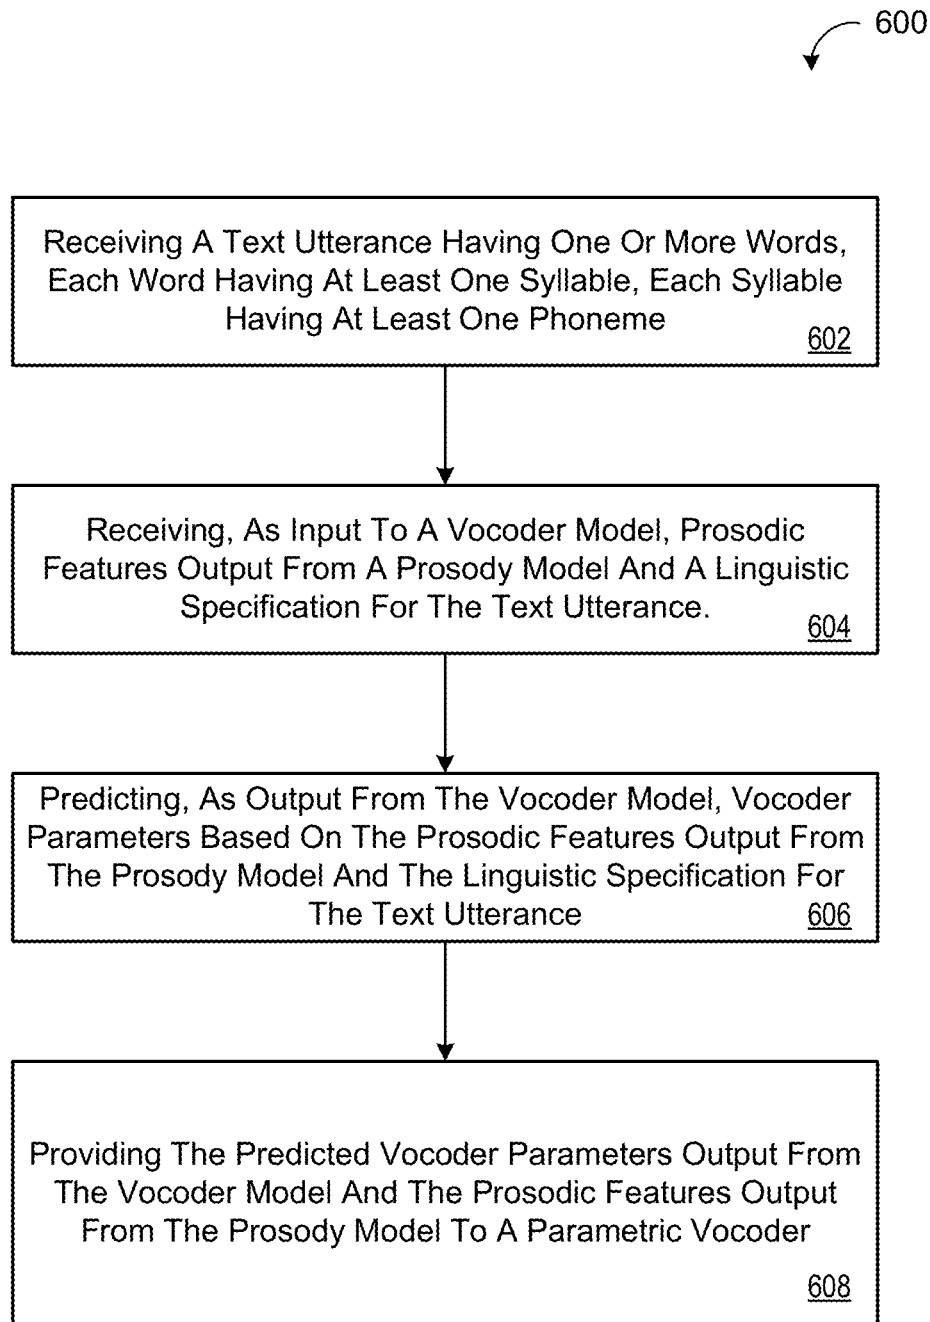 600
Receiving A Text Utterance Having One Or More Words,
Each Word Having At Least One Syllable, Each Syllable
Having At Least One Phoneme
602
Receiving, As Input To A Vocoder Model, Prosodic
Features Output From A Prosody Model And A Linguistic
Specification For The Text Utterance.
604
Predicting, As Output From The Vocoder Model, Vocoder
Parameters Based On The Prosodic Features Output From
The Prosody Model And The Linguistic Specification For
The Text Utterance
606
Providing The Predicted Vocoder Parameters Output From
The Vocoder Model And The Prosodic Features Output
From The Prosody Model To A Parametric Vocoder
608